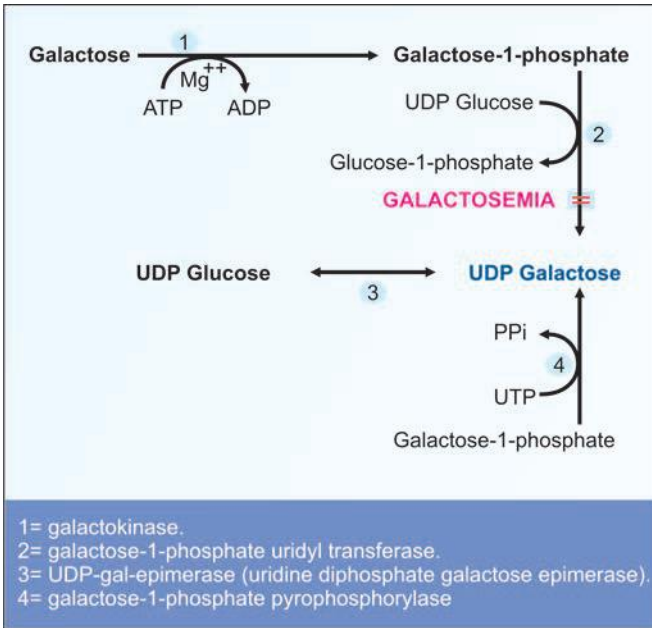 1
Galactose
Galactose-1-phosphate
Mg++
ATP
ADP
UDP Glucose
2
Glucose-1-phosphate
GALACTOSEMIA
UDP Glucose
UDP Galactose
3
PPi
4
UTP
Galactose-1-phosphate
1= galactokinase.
2= galactose-1-phosphate uridyl transferase.
3= UDP-gal-epimerase (uridine diphosphate galactose epimerase).
4= galactose-1-phosphate pyrophosphorylase